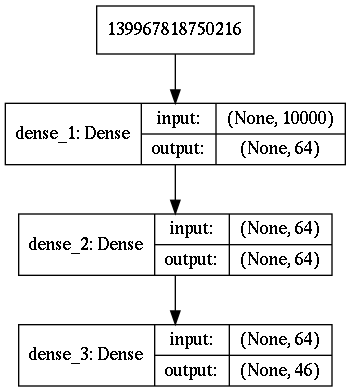 139967818750216
dense_1: Dense
input:
(None, 10000)
output:
(None, 64)
dense_2: Dense
input:
(None, 64)
output:
(None, 64)
dense_3: Dense
input:
(None, 64)
output:
(None, 46)